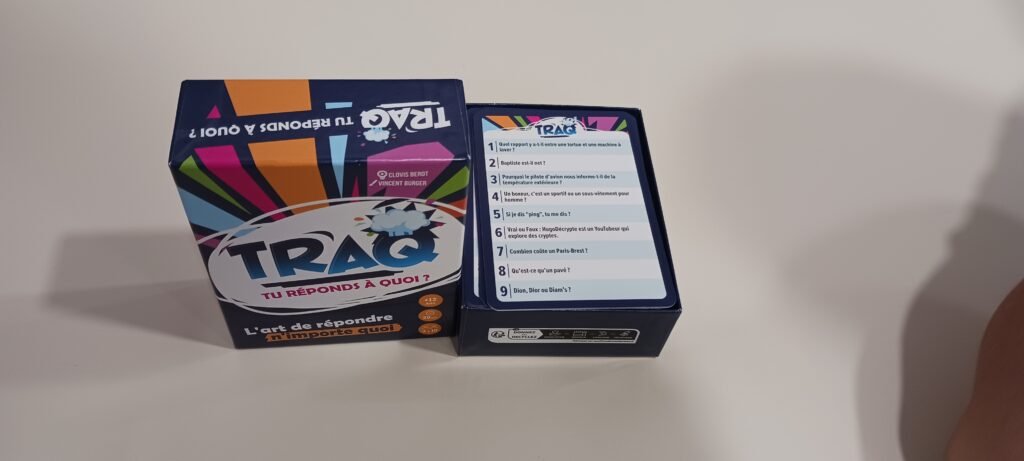 TRAQ
TU RÉPONDS À QUOI ?
CLOVIS BERDT
VINCENT BURGER
TRAQ
TU RÉPONDS À QUOI ?
L'art de répondre
n'importe quoi
+12
TRAQ
1 Quel rapport y a-t-il entre une tortue et une machine à
laver ?
2 Baptiste est-il net ?
3 Pourquoi le pilote d'avion nous informe-t-il de la
température extérieure ?
4 Un boxeur, c'est un sportif ou un sous-vêtement pour
homme ?
5 Si je dis "ping", tu me dis !
6 Vrai ou Faux : HugoDécrypte est un YouTubeur qui
explore des cryptes.
7 Combien coûte un Paris-Brest ?
8 Qu'est-ce qu'un pavé ?
9 Dion, Dior ou Diam's ?